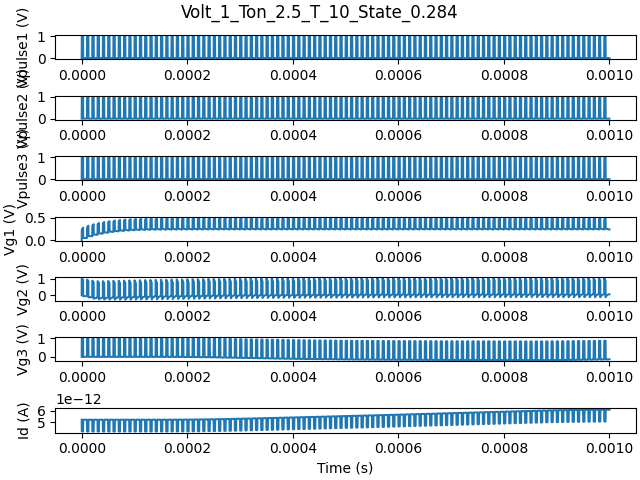 Volt_1_Ton_2.5_T_10_State_0.284
Vpulse1 (V)
1
0
0.0000 0.0002 0.0004 0.0006 0.0008 0.0010
Vpulse2 (V)
1
0
0.0000 0.0002 0.0004 0.0006 0.0008 0.0010
Vpulse3 (V)
1
0
0.0000 0.0002 0.0004 0.0006 0.0008 0.0010
Vg1 (V)
0.5
0.0
0.0000 0.0002 0.0004 0.0006 0.0008 0.0010
Vg2 (V)
1
0
0.0000 0.0002 0.0004 0.0006 0.0008 0.0010
Vg3 (V)
1
0
0.0000 0.0002 0.0004 0.0006 0.0008 0.0010
1e-12
Id (A)
6
5
0.0000 0.0002 0.0004 0.0006 0.0008 0.0010
Time (s)